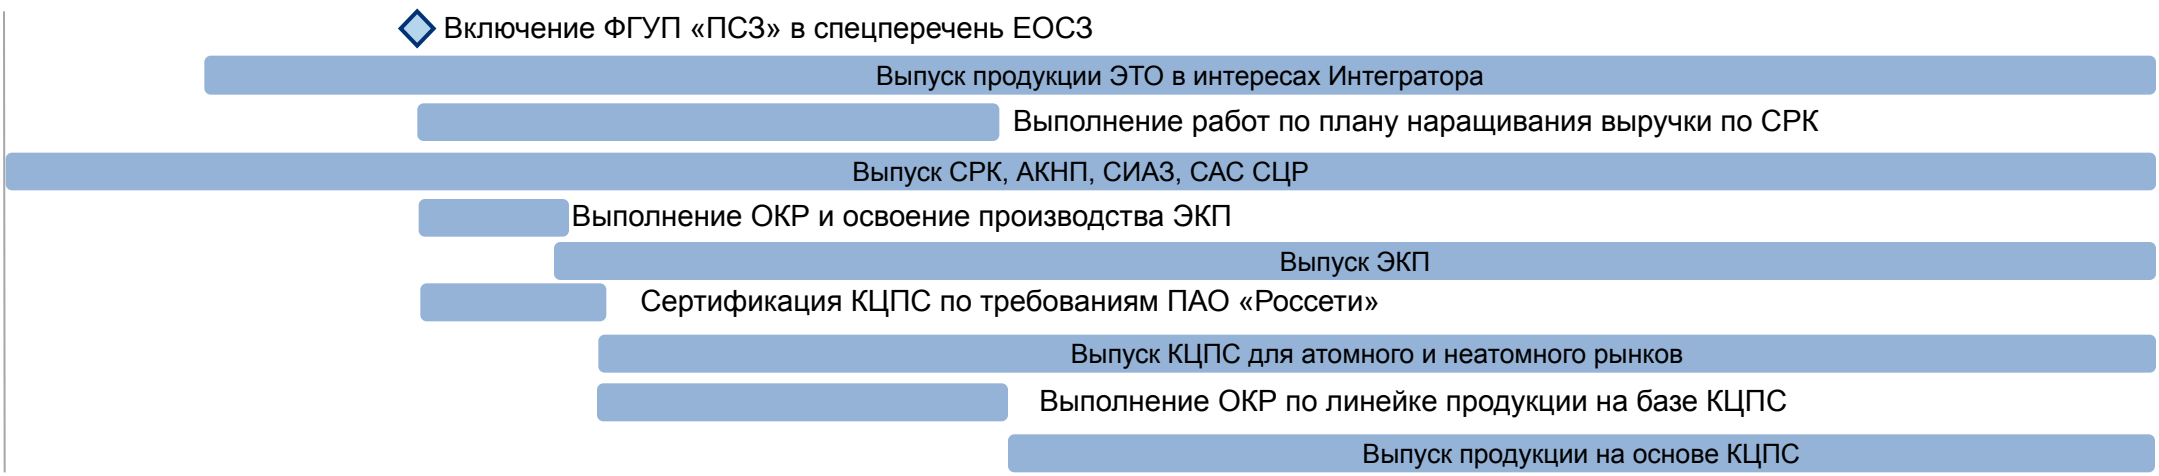 Включение ФГУП «ПСЗ» в спецперечень ЕОСЗ
Выпуск продукции ЭТО в интересах Интегратора
Выполнение работ по плану наращивания выручки по СРК
Выпуск СРК, АКНП, СИАЗ, САС СЦР
Выполнение ОКР и освоение производства ЭКП
Выпуск ЭКП
Сертификация КЦПС по требованиям ПАО «Россети»
Выпуск КЦПС для атомного и неатомного рынков
Выполнение ОКР по линейке продукции на базе КЦПС
Выпуск продукции на основе КЦПС